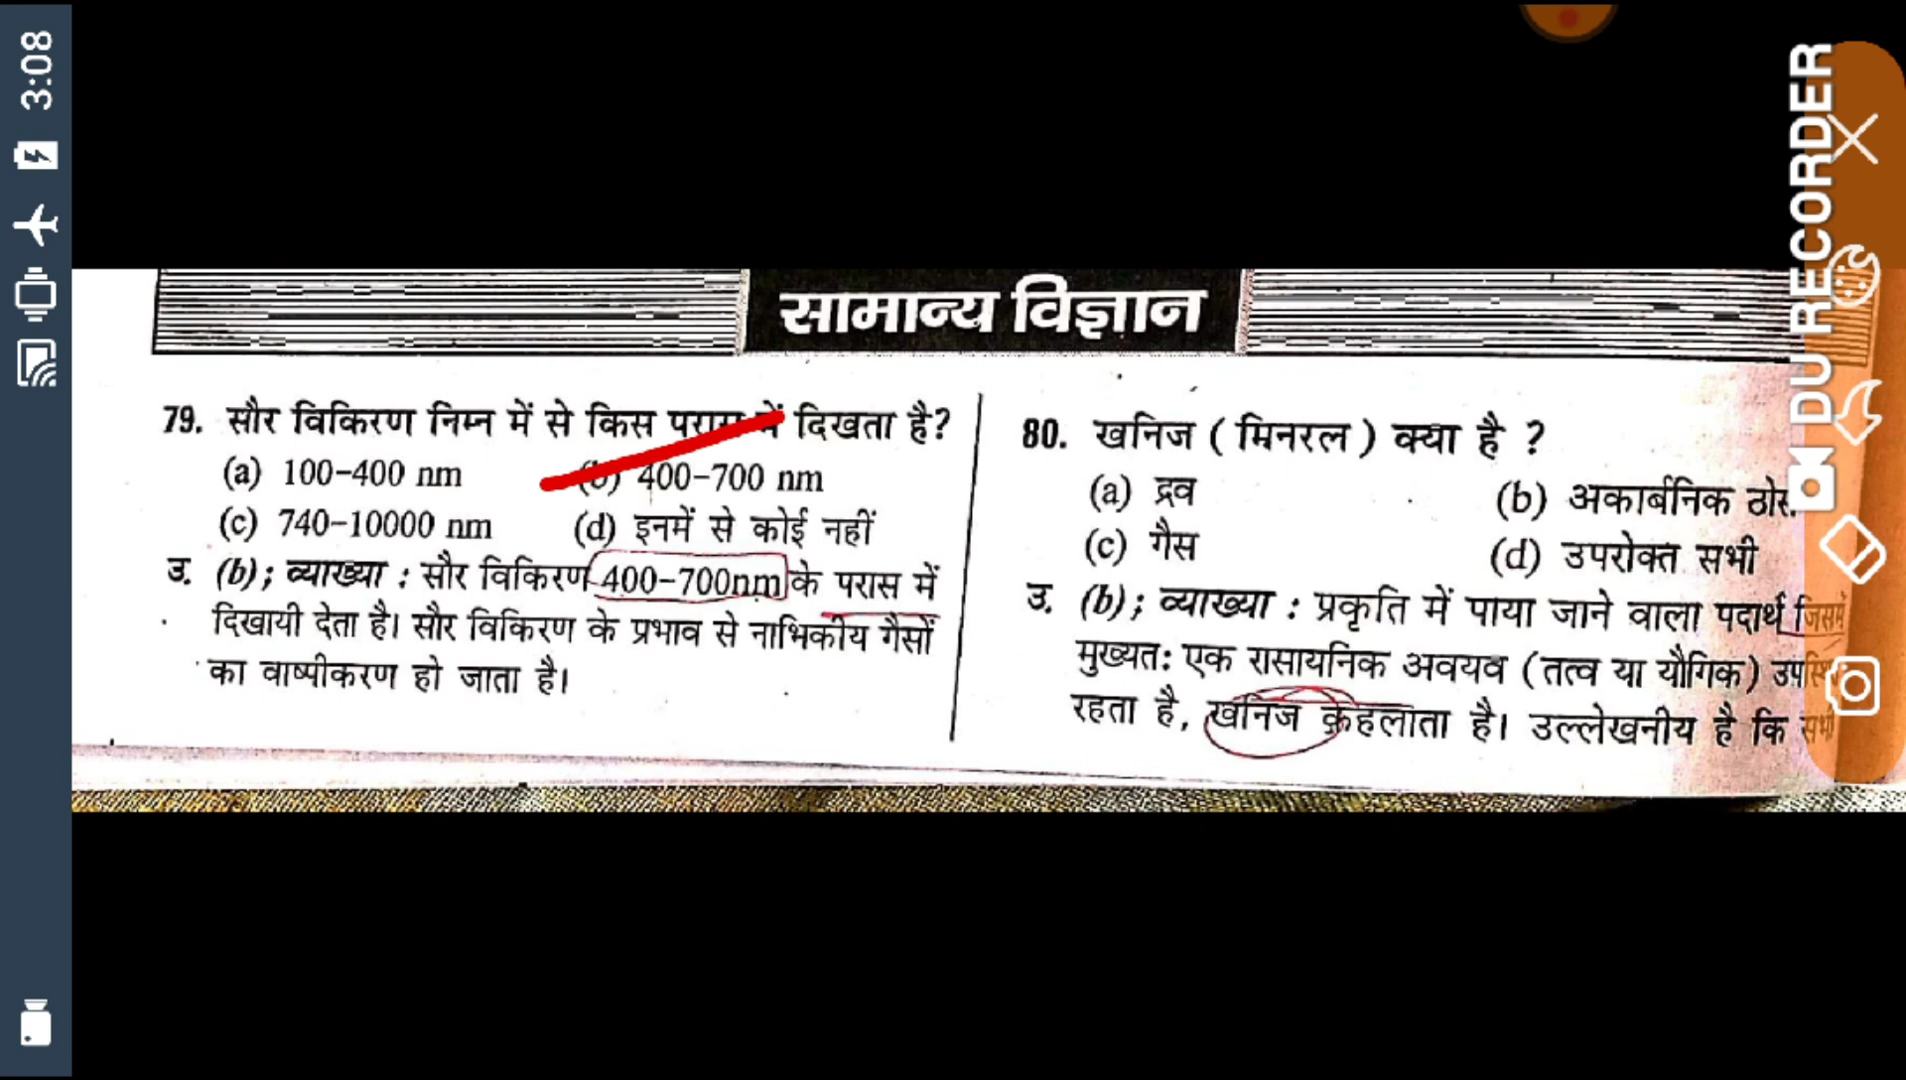 3:08
DU RECORDER
सामान्य विज्ञान
79. सौर विकिरण निम्न में से किस परास में दिखता है?
(a) 100-400 nm (b) 400-700 nm
(c) 740-10000 nm (d) इनमें से कोई नहीं
उ. (b); व्याख्या : सौर विकिरण 400-700nm के परास में
दिखायी देता है। सौर विकिरण के प्रभाव से नाभिकीय गैसों
का वाष्पीकरण हो जाता है।
80. खनिज ( मिनरल ) क्या है ?
(a) द्रव (b) अकार्बनिक ठोस
(c) गैस (d) उपरोक्त सभी
उ. (b); व्याख्या : प्रकृति में पाया जाने वाला पदार्थ जिसमें
मुख्यत: एक रासायनिक अवयव (तत्व या यौगिक)
रहता है, खनिज कहलाता है। उल्लेखनीय है कि सभी